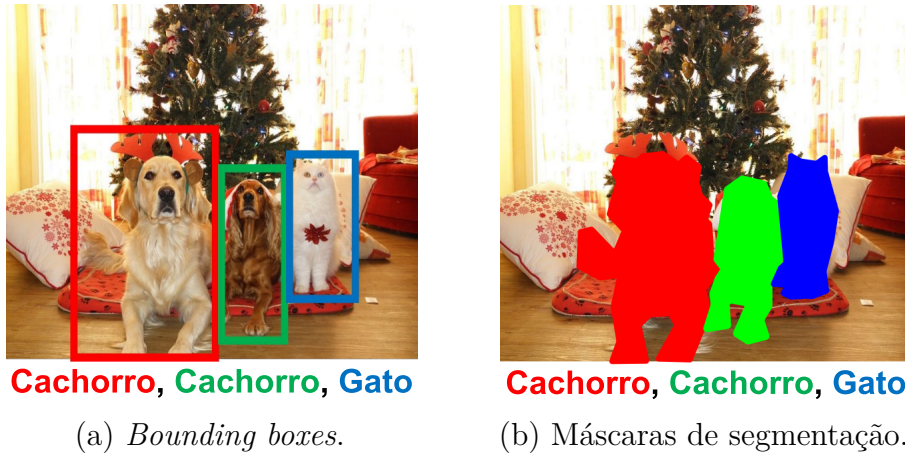 Cachorro, Cachorro, Gato
Cachorro, Cachorro, Gato
(a) Bounding boxes.
(b) Máscaras de segmentação.